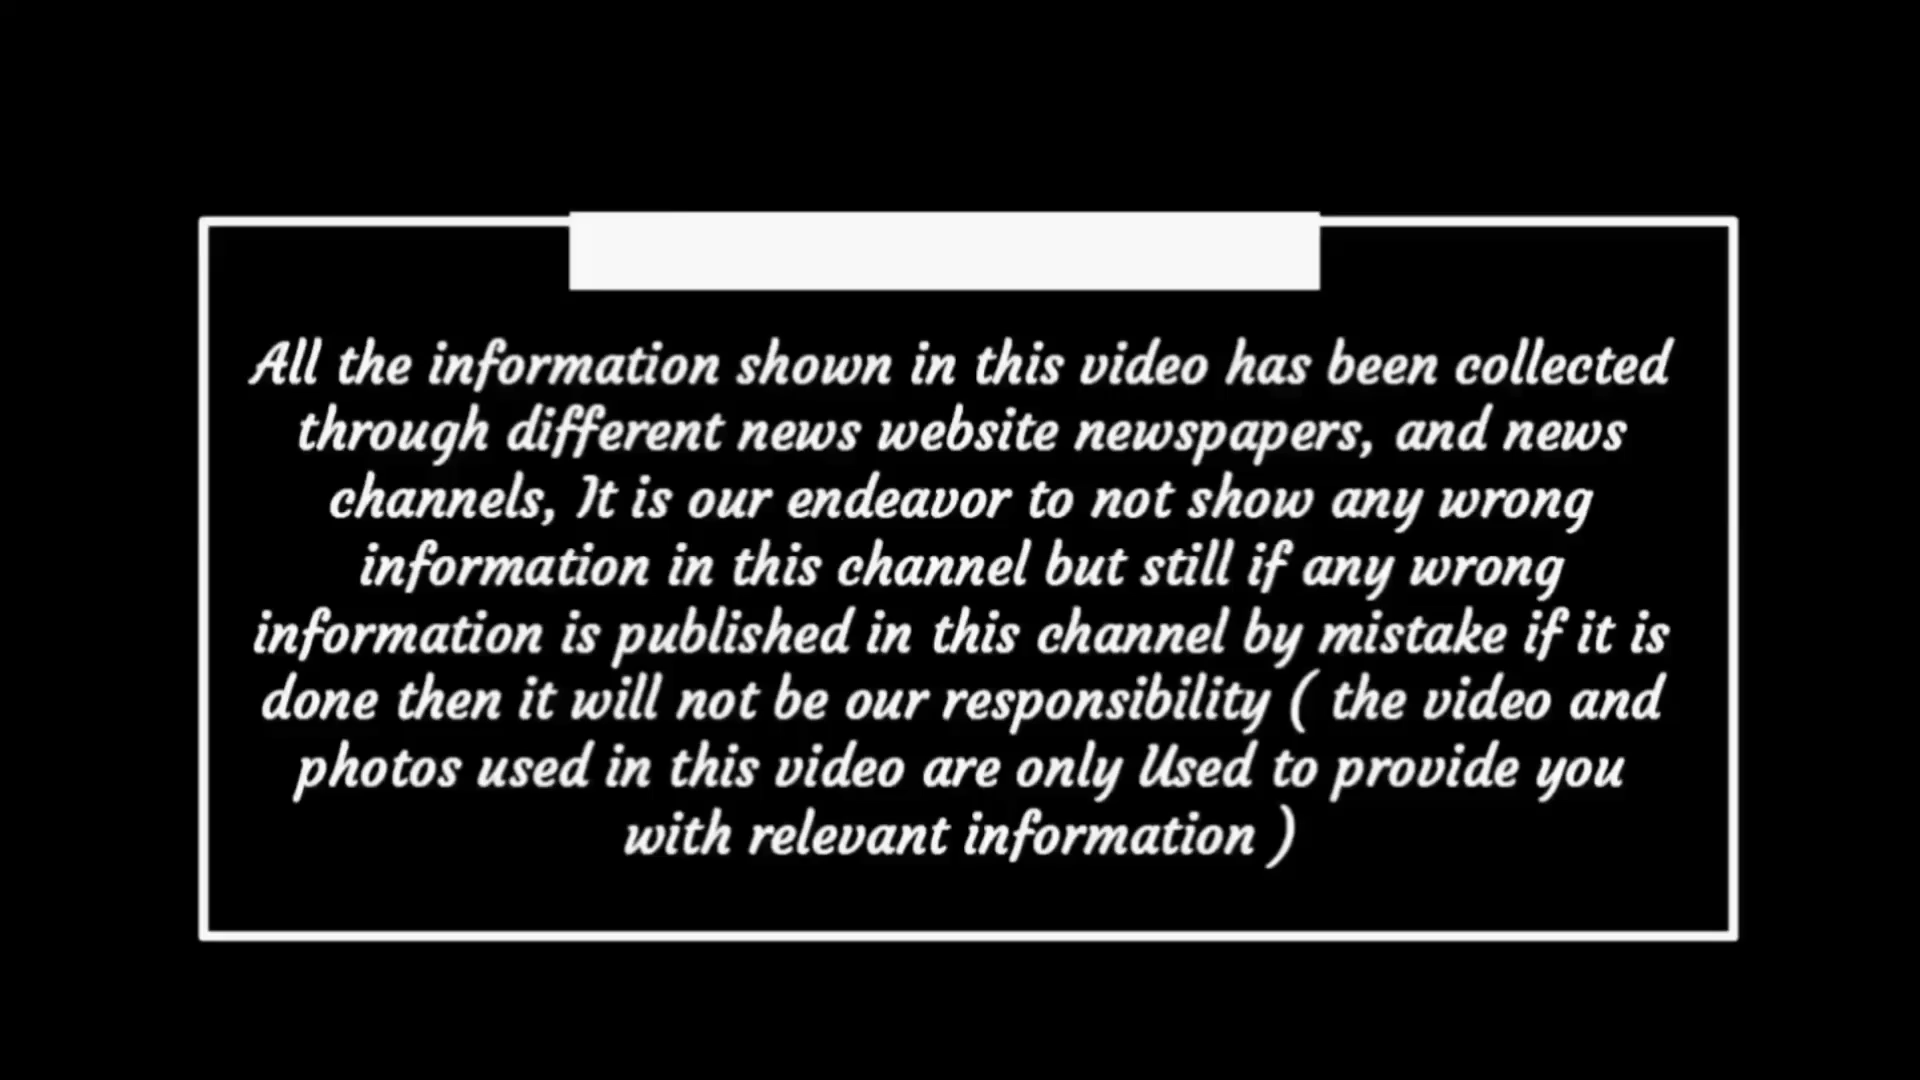 All the information shown in this video has been collected
through different news website newspapers, and news
channels, It is our endeavor to not show any wrong
information in this channel but still if any wrong
information is published in this channel by mistake if it is
done then it will not be our responsibility ( the video and
photos used in this video are only Used to provide you
with relevant information )